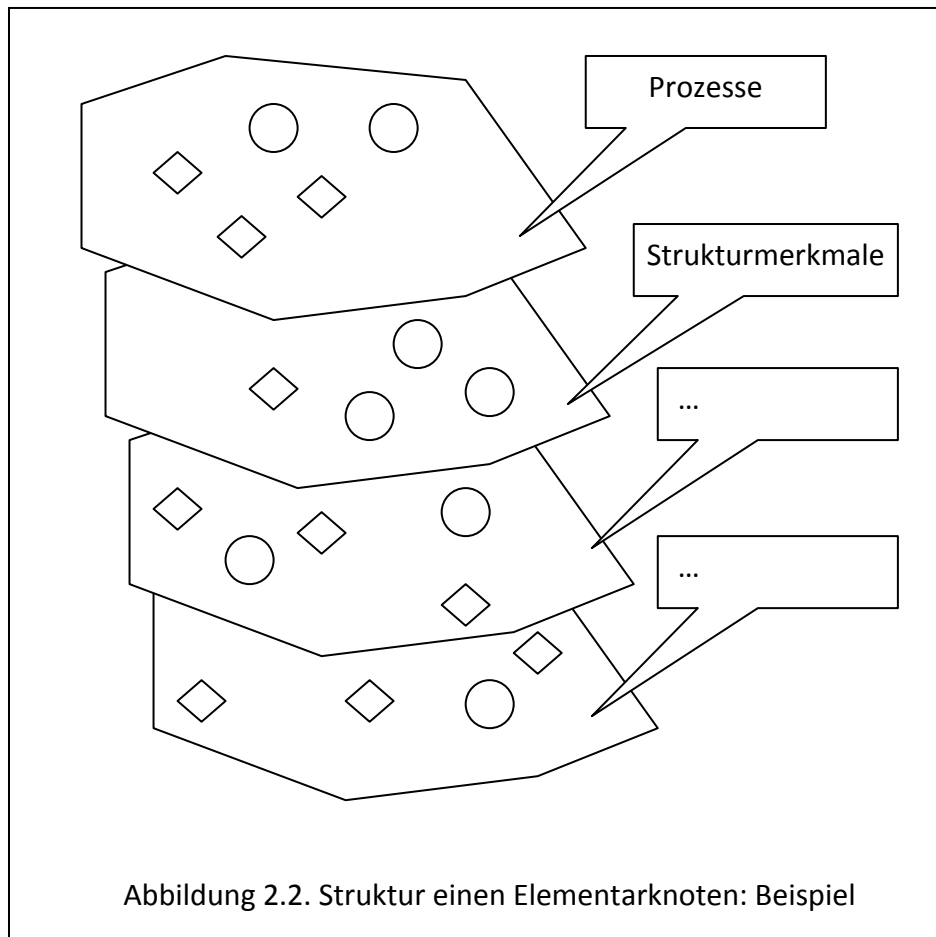 Prozesse
Strukturmerkmale
...
...
Abbildung 2.2. Struktur einen Elementarknoten: Beispiel